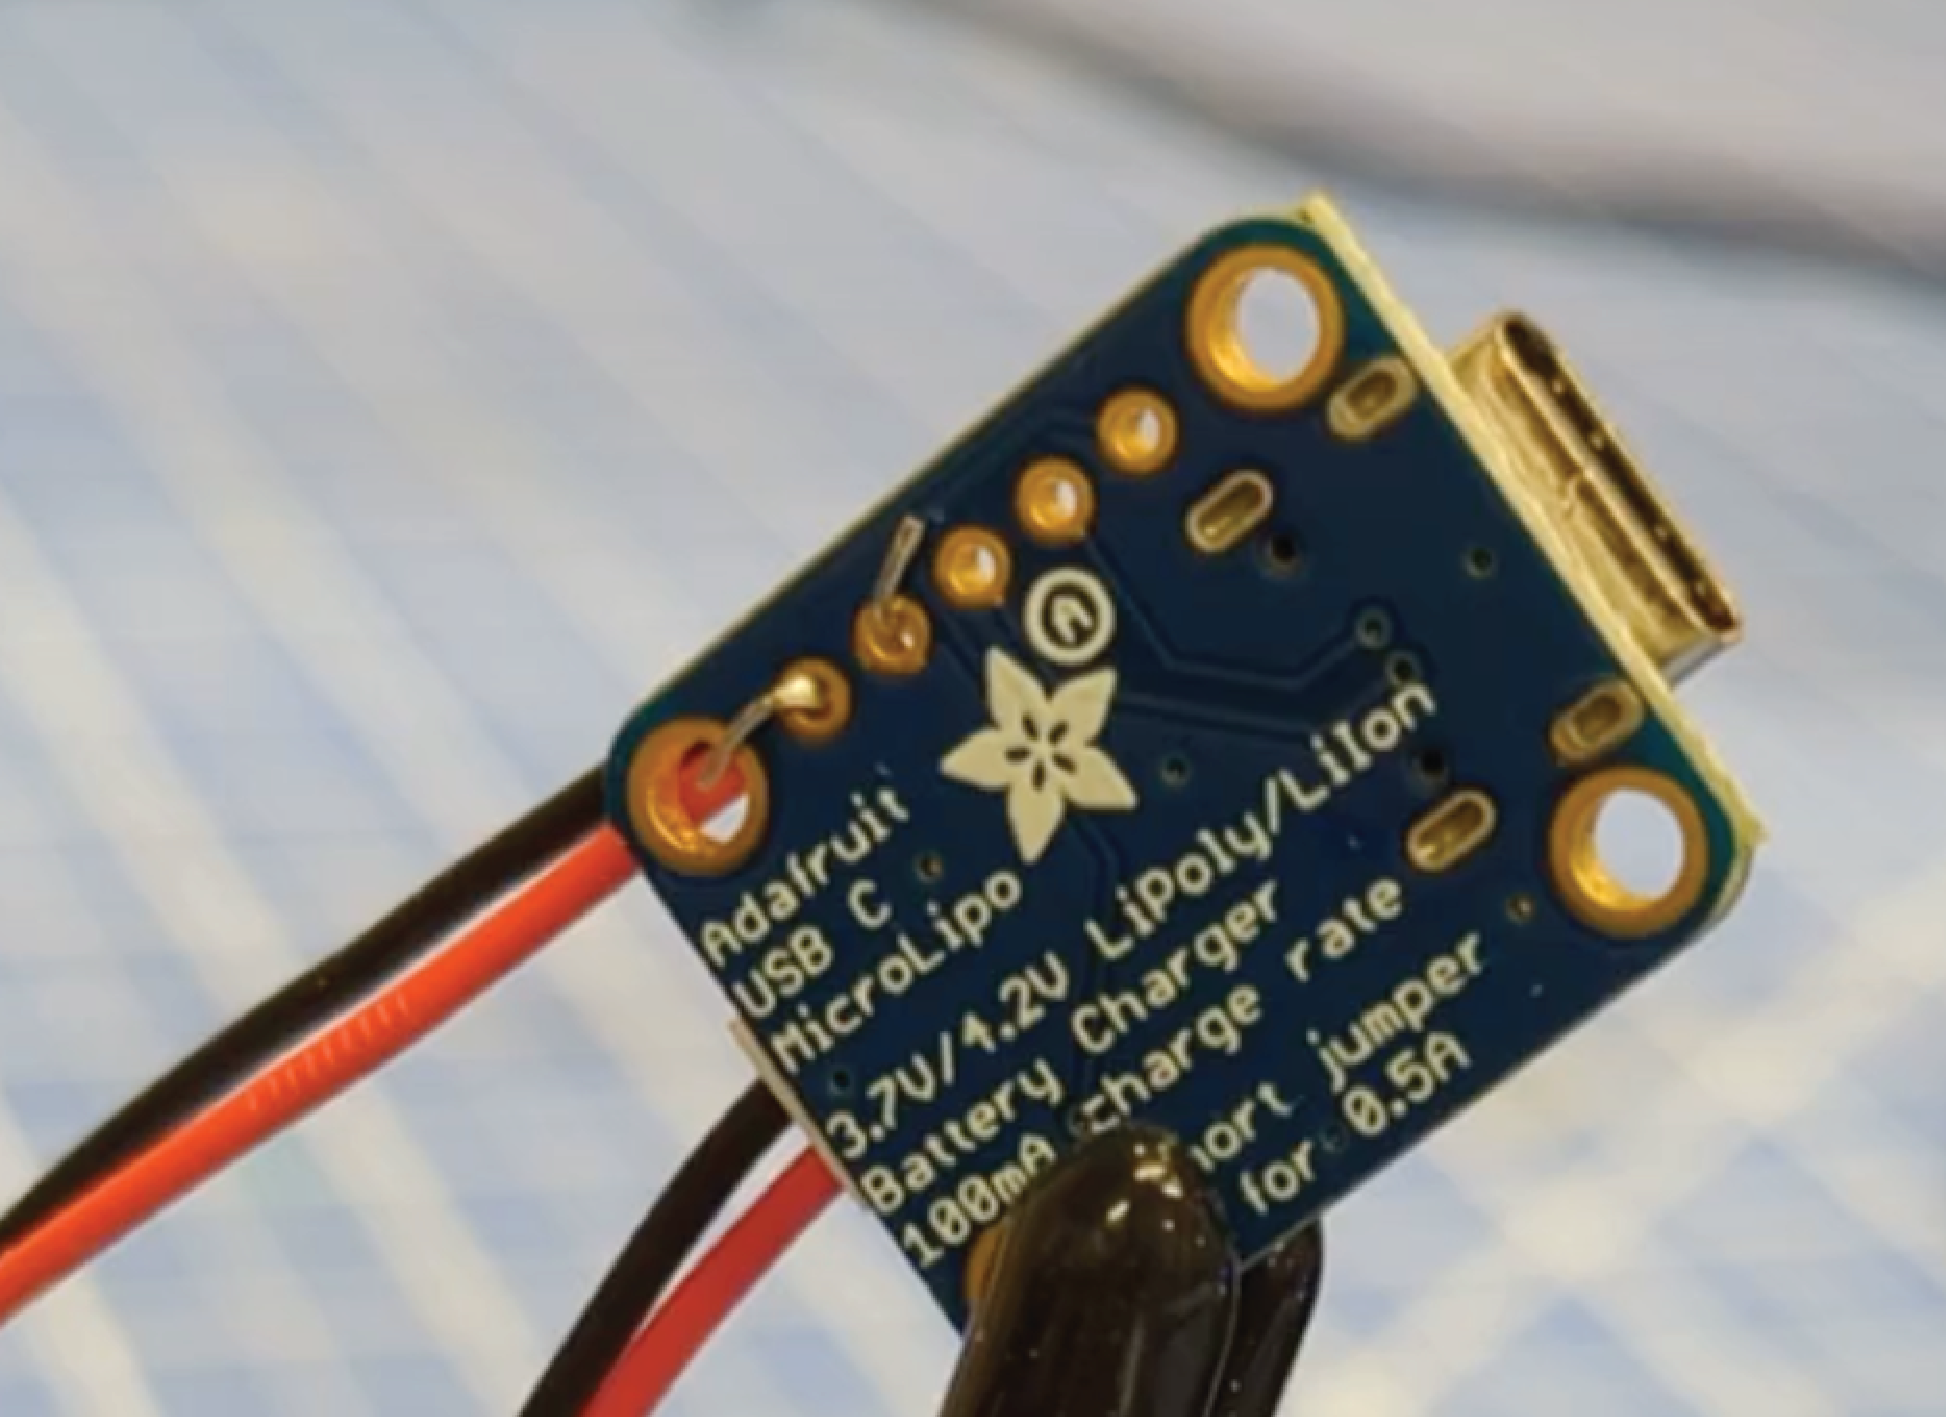 Adafruit
USB C
MicroLipo
3.7V/4.2V LiPoly/LiIon
Battery Charger
100mA charge rate
jumper
for 0.5A